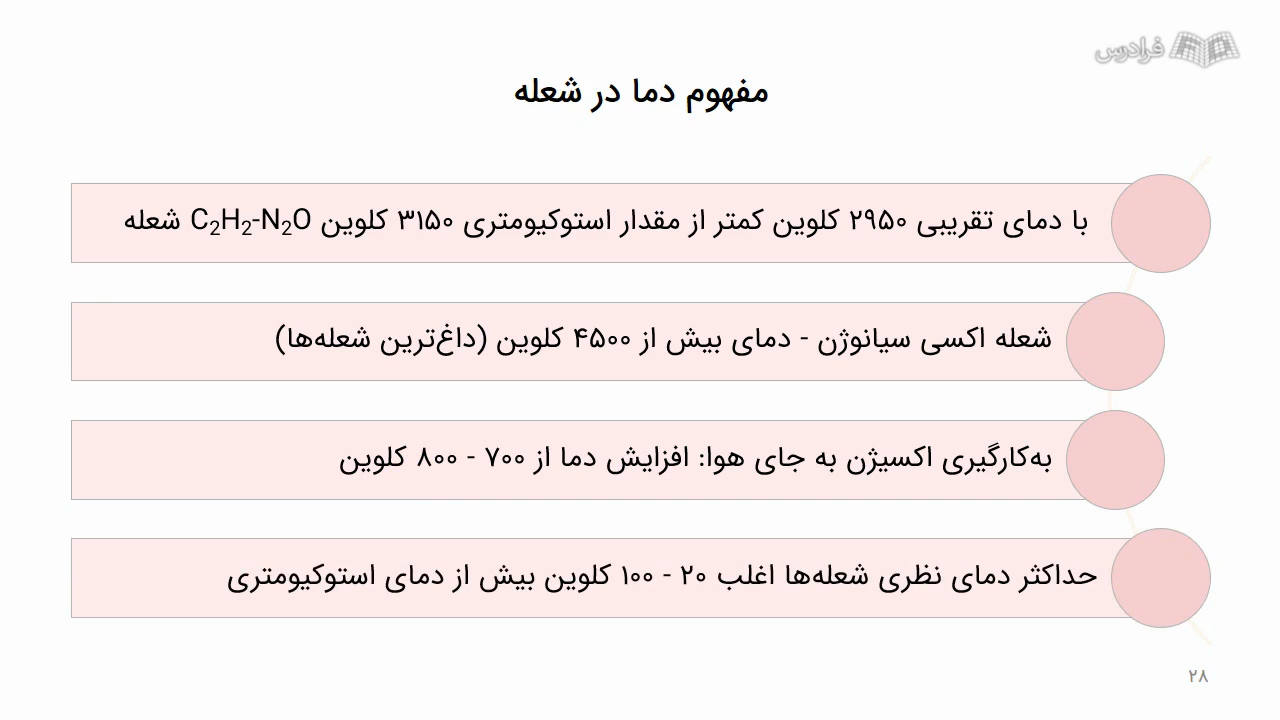 فرادرس
مفهوم دما در شعله
با دمای تقریبی ۲۹۵۰ کلوین کمتر از مقدار استوکیومتری ۳۱۵۰ کلوین C₂H₂-N₂O شعله
شعله اکسی سیانوژن - دمای بیش از ۴۵۰۰ کلوین (داغ‌ترین شعله‌ها)
به‌کارگیری اکسیژن به جای هوا: افزایش دما از ۷۰۰ - ۸۰۰ کلوین
حداکثر دمای نظری شعله‌ها اغلب ۲۰ - ۱۰۰ کلوین بیش از دمای استوکیومتری
۲۸